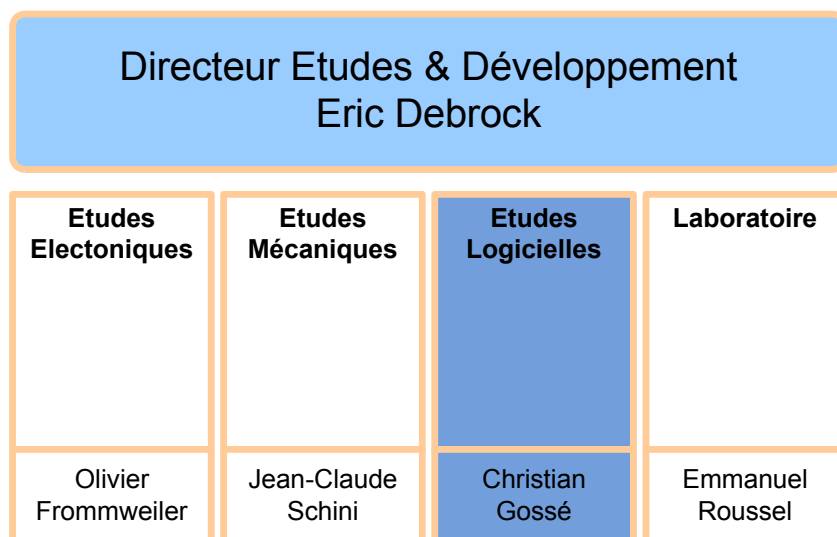 Directeur Etudes & Développement
Eric Debrock
Etudes
Electoniques
Etudes
Mécaniques
Etudes
Logicielles
Laboratoire
Olivier
Frommweiler
Jean-Claude
Schini
Christian
Gossé
Emmanuel
Roussel